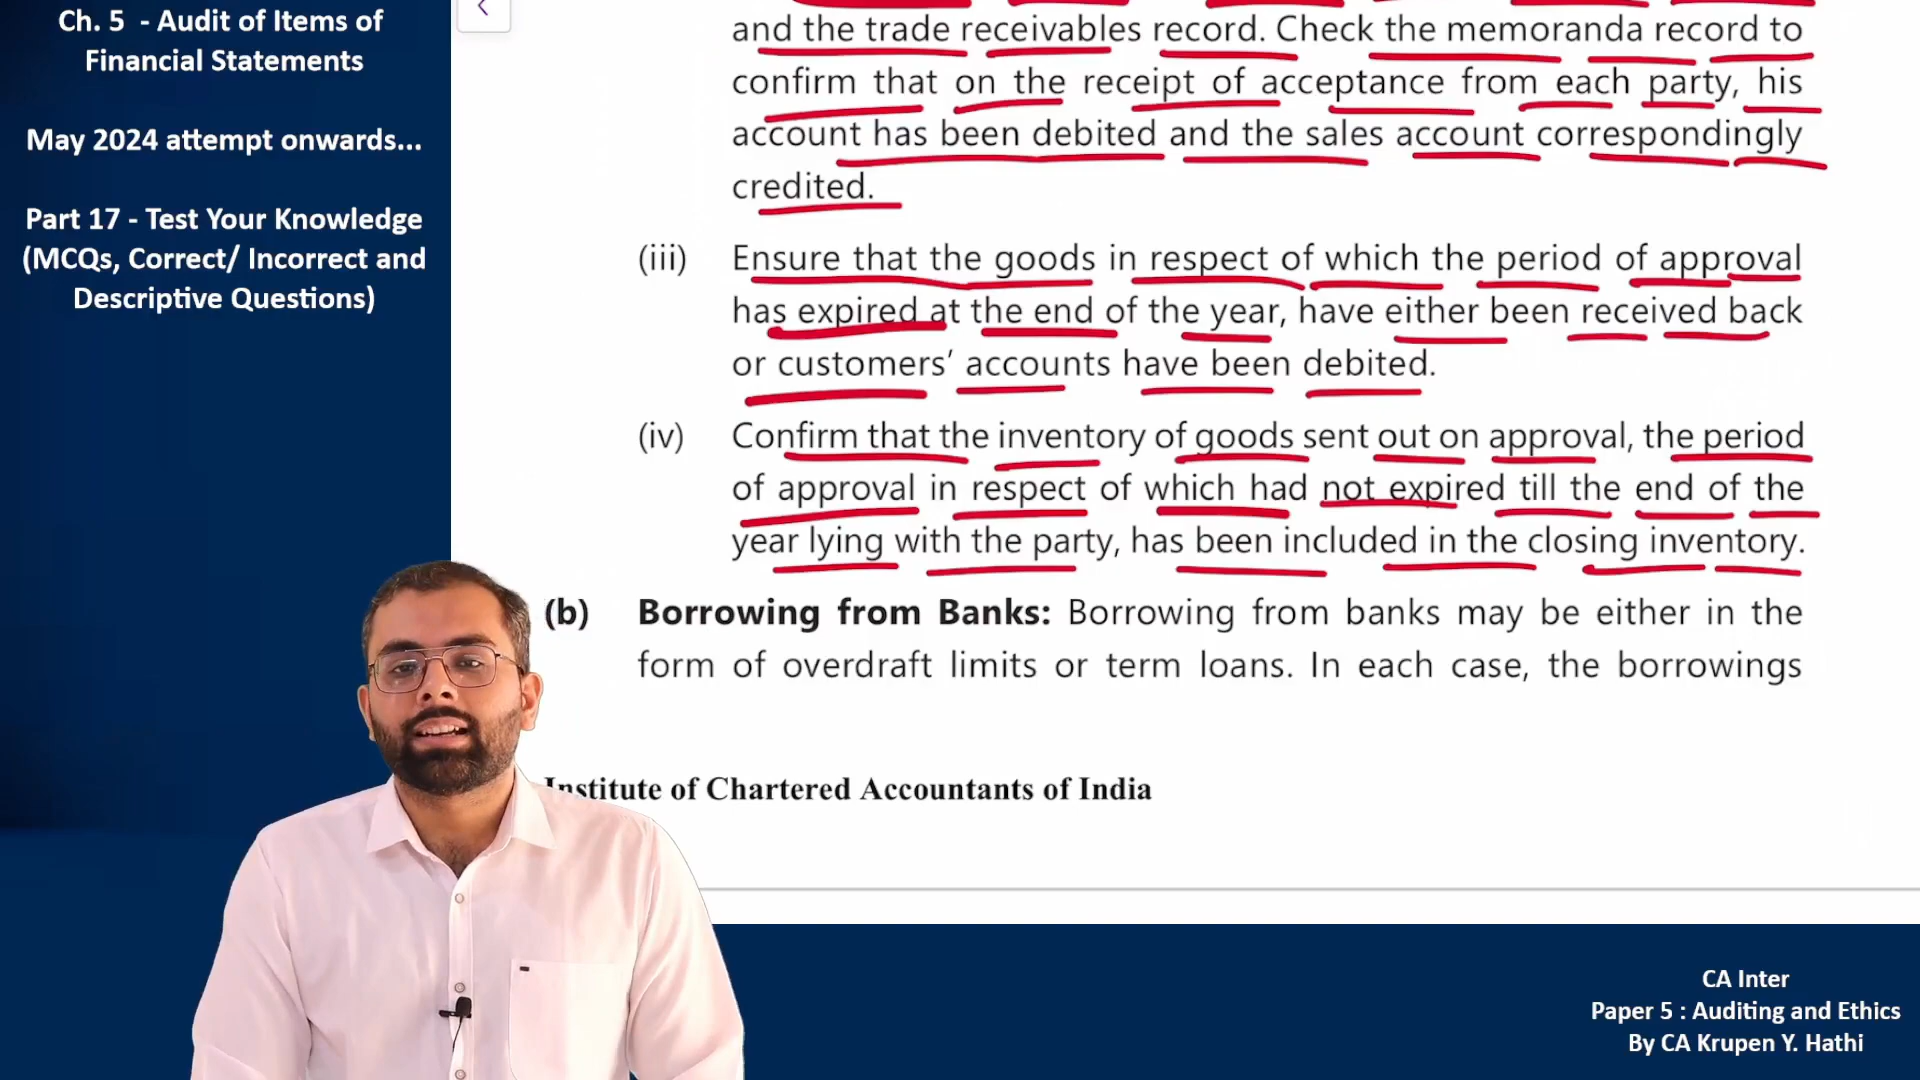 Ch. 5 - Audit of Items of
Financial Statements
May 2024 attempt onwards...
Part 17 - Test Your Knowledge
(MCQs, Correct/ Incorrect and
Descriptive Questions)
and the trade receivables record. Check the memoranda record to
confirm that on the receipt of acceptance from each party, his
account has been debited and the sales account correspondingly
credited.
(iii) Ensure that the goods in respect of which the period of approval
has expired at the end of the year, have either been received back
or customers’ accounts have been debited.
(iv) Confirm that the inventory of goods sent out on approval, the period
of approval in respect of which had not expired till the end of the
year lying with the party, has been included in the closing inventory.
(b) Borrowing from Banks: Borrowing from banks may be either in the
form of overdraft limits or term loans. In each case, the borrowings
Institute of Chartered Accountants of India
CA Inter
Paper 5 : Auditing and Ethics
By CA Krupen Y. Hathi